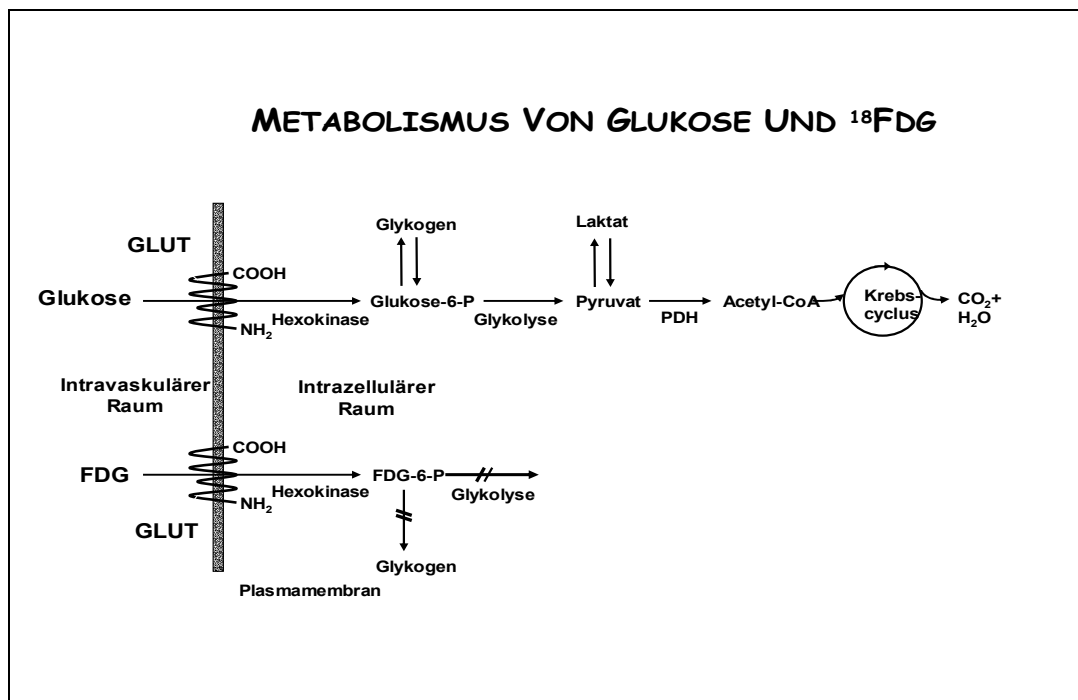 METABOLISMUS VON GLUKOSE UND ¹⁸FDG
Glykogen
Laktat
GLUT
COOH
Glukose
Glukose-6-P
Pyruvat
Acetyl-CoA
Krebs-
cyclus
CO₂+
H₂O
Hexokinase
Glykolyse
PDH
NH₂
Intravaskulärer
Raum
Intrazellulärer
Raum
COOH
FDG
FDG-6-P
Hexokinase
Glykolyse
NH₂
GLUT
Glykogen
Plasmamembran